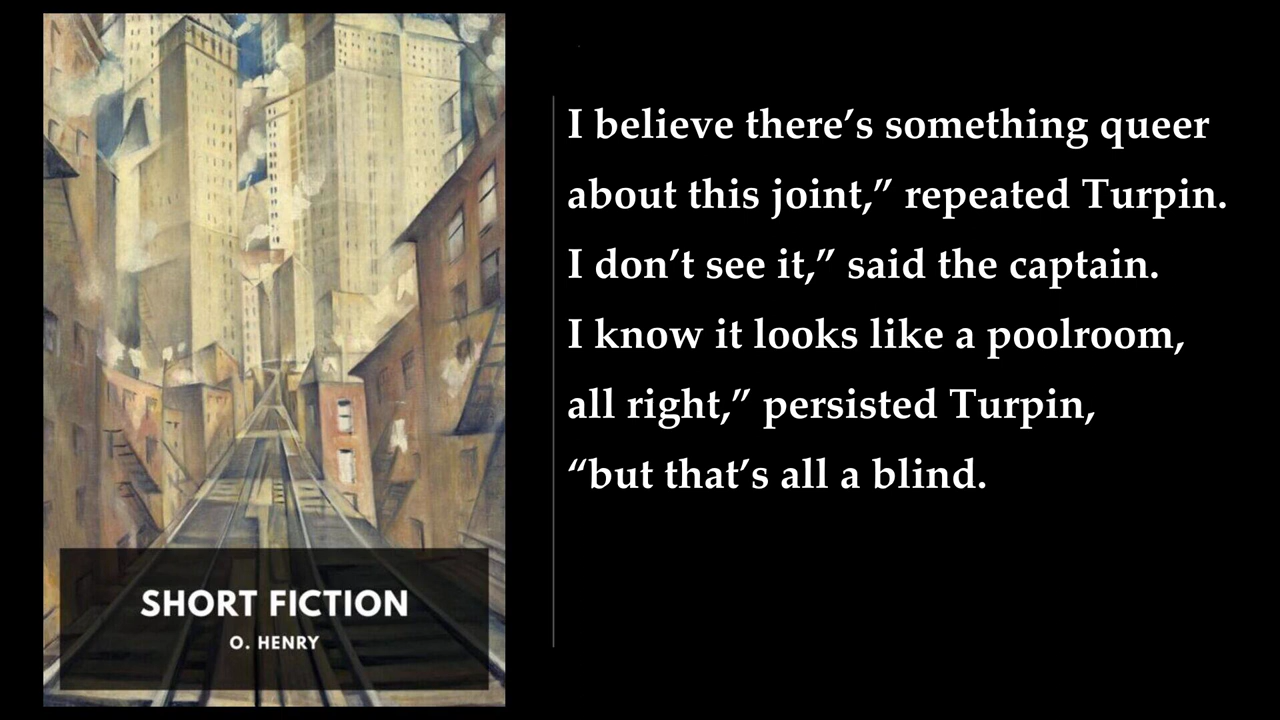 I believe there’s something queer
about this joint,” repeated Turpin.
I don’t see it,” said the captain.
I know it looks like a poolroom,
all right,” persisted Turpin,
“but that’s all a blind.
SHORT FICTION
O. HENRY